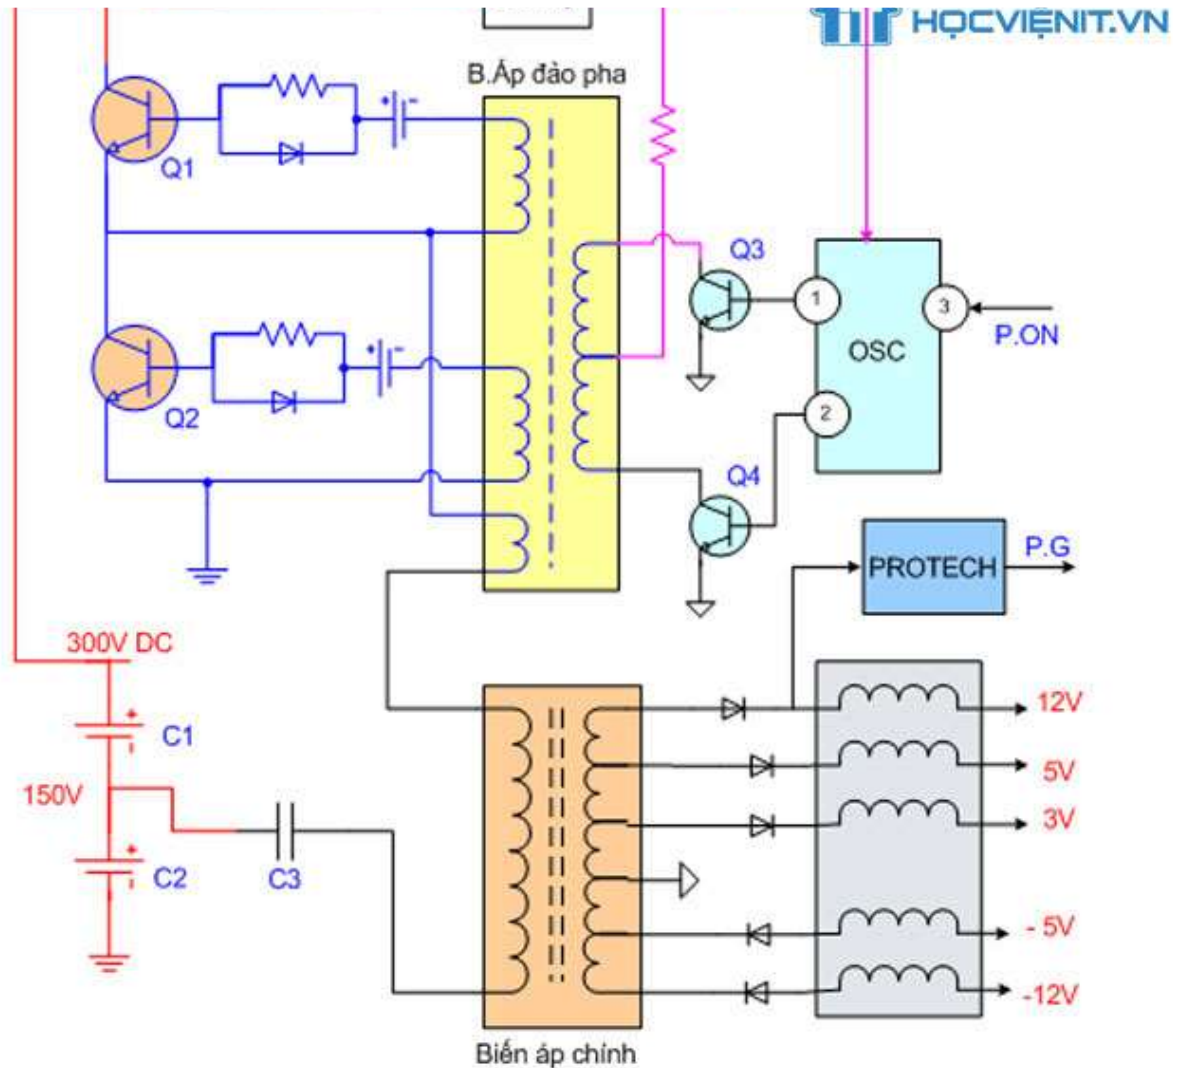 HỌCVIỆNIT.VN
B.Áp đảo pha
Q1
Q3
1
3
P.ON
OSC
Q2
2
Q4
P.G
PROTECH
300V DC
12V
C1
5V
150V
3V
C2
C3
- 5V
-12V
Biến áp chính